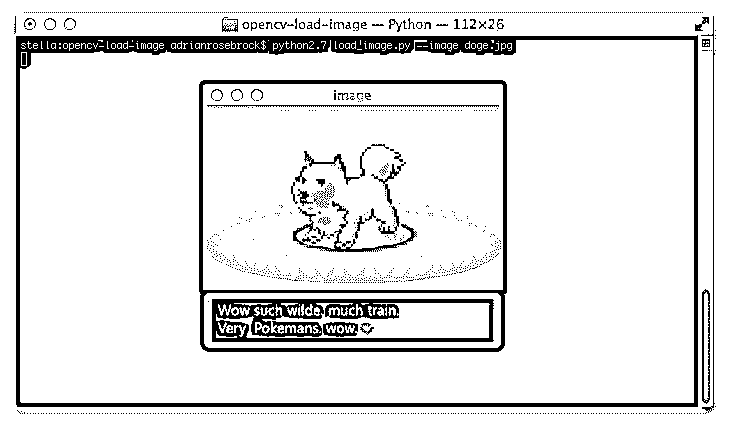 opencv-load-image — Python — 112×26
stella:opencv-load-image adrianrosebrock$ python2.7 load_image.py --image doge.jpg
image
Wow such wilde, much train.
Very Pokemans, wow.